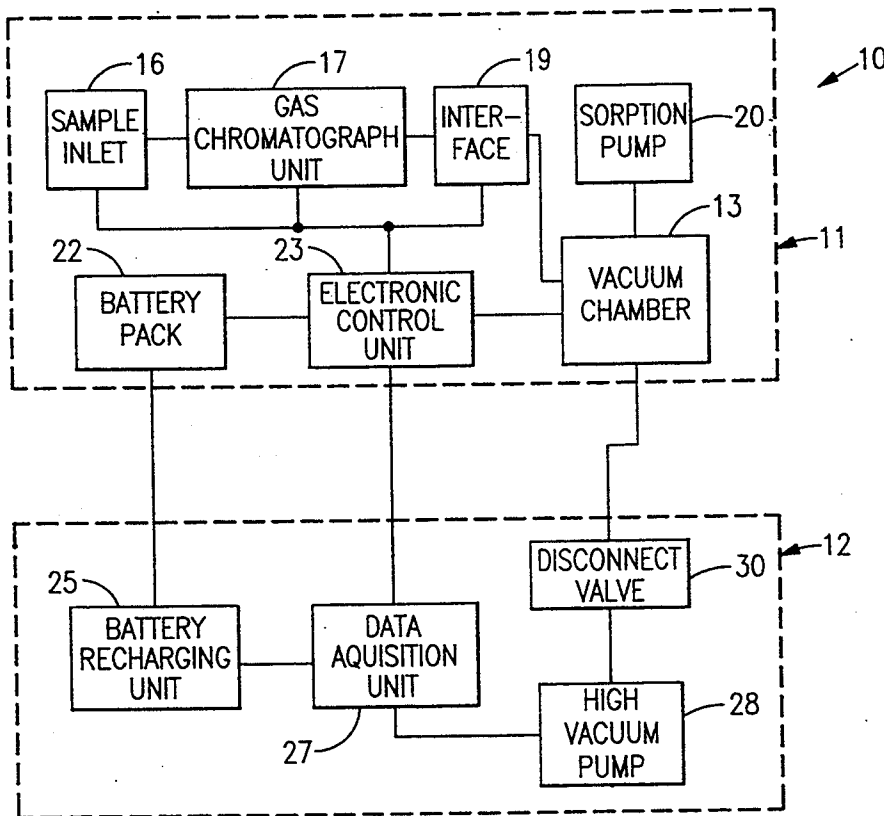 10
16
17
19
SAMPLE
INLET
GAS
CHROMATOGRAPH
UNIT
INTER-
FACE
SORPTION
PUMP
20
13
11
22
23
BATTERY
PACK
ELECTRONIC
CONTROL
UNIT
VACUUM
CHAMBER
12
25
DISCONNECT
VALVE
30
BATTERY
RECHARGING
UNIT
DATA
AQUISITION
UNIT
27
HIGH
VACUUM
PUMP
28